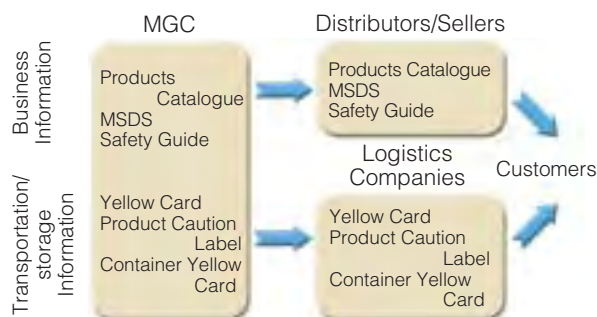 MGC
Distributors/Sellers
Business
Information
Products
Catalogue
MSDS
Safety Guide
Products Catalogue
MSDS
Safety Guide
Customers
Logistics
Companies
Transportation/
storage
Information
Yellow Card
Product Caution
Label
Container Yellow
Card
Yellow Card
Product Caution
Label
Container Yellow
Card